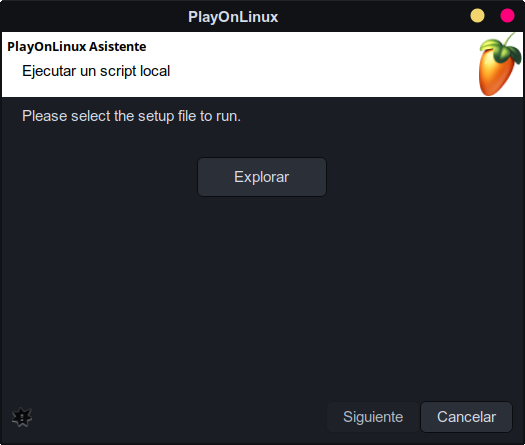 PlayOnLinux
PlayOnLinux Asistente
Ejecutar un script local
Please select the setup file to run.
Explorar
Siguiente
Cancelar